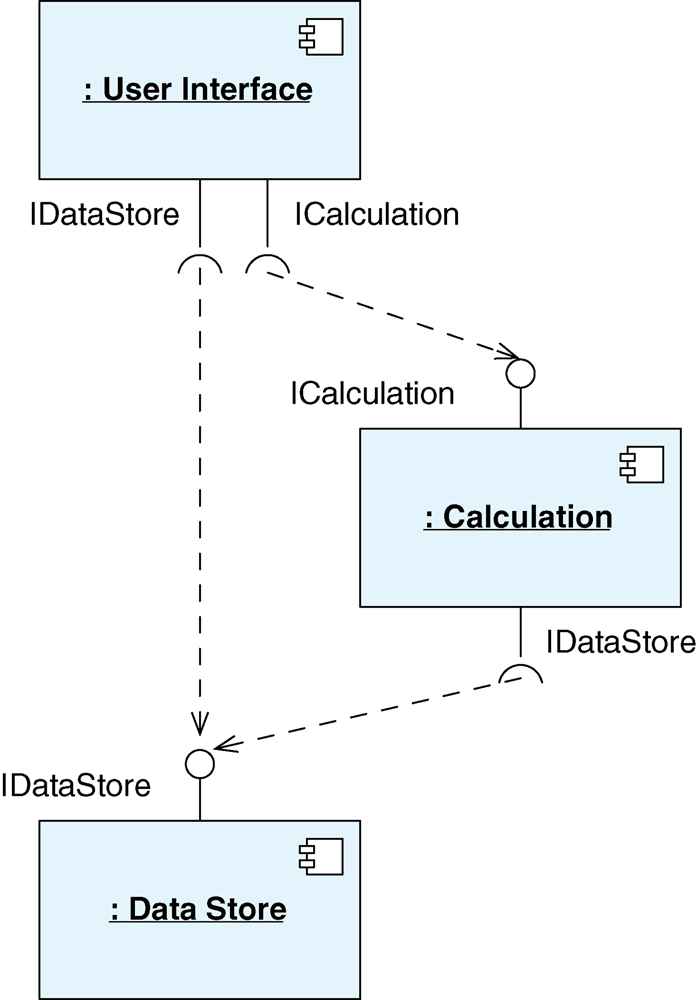 : User Interface
IDataStore
ICalculation
ICalculation
: Calculation
IDataStore
IDataStore
: Data Store